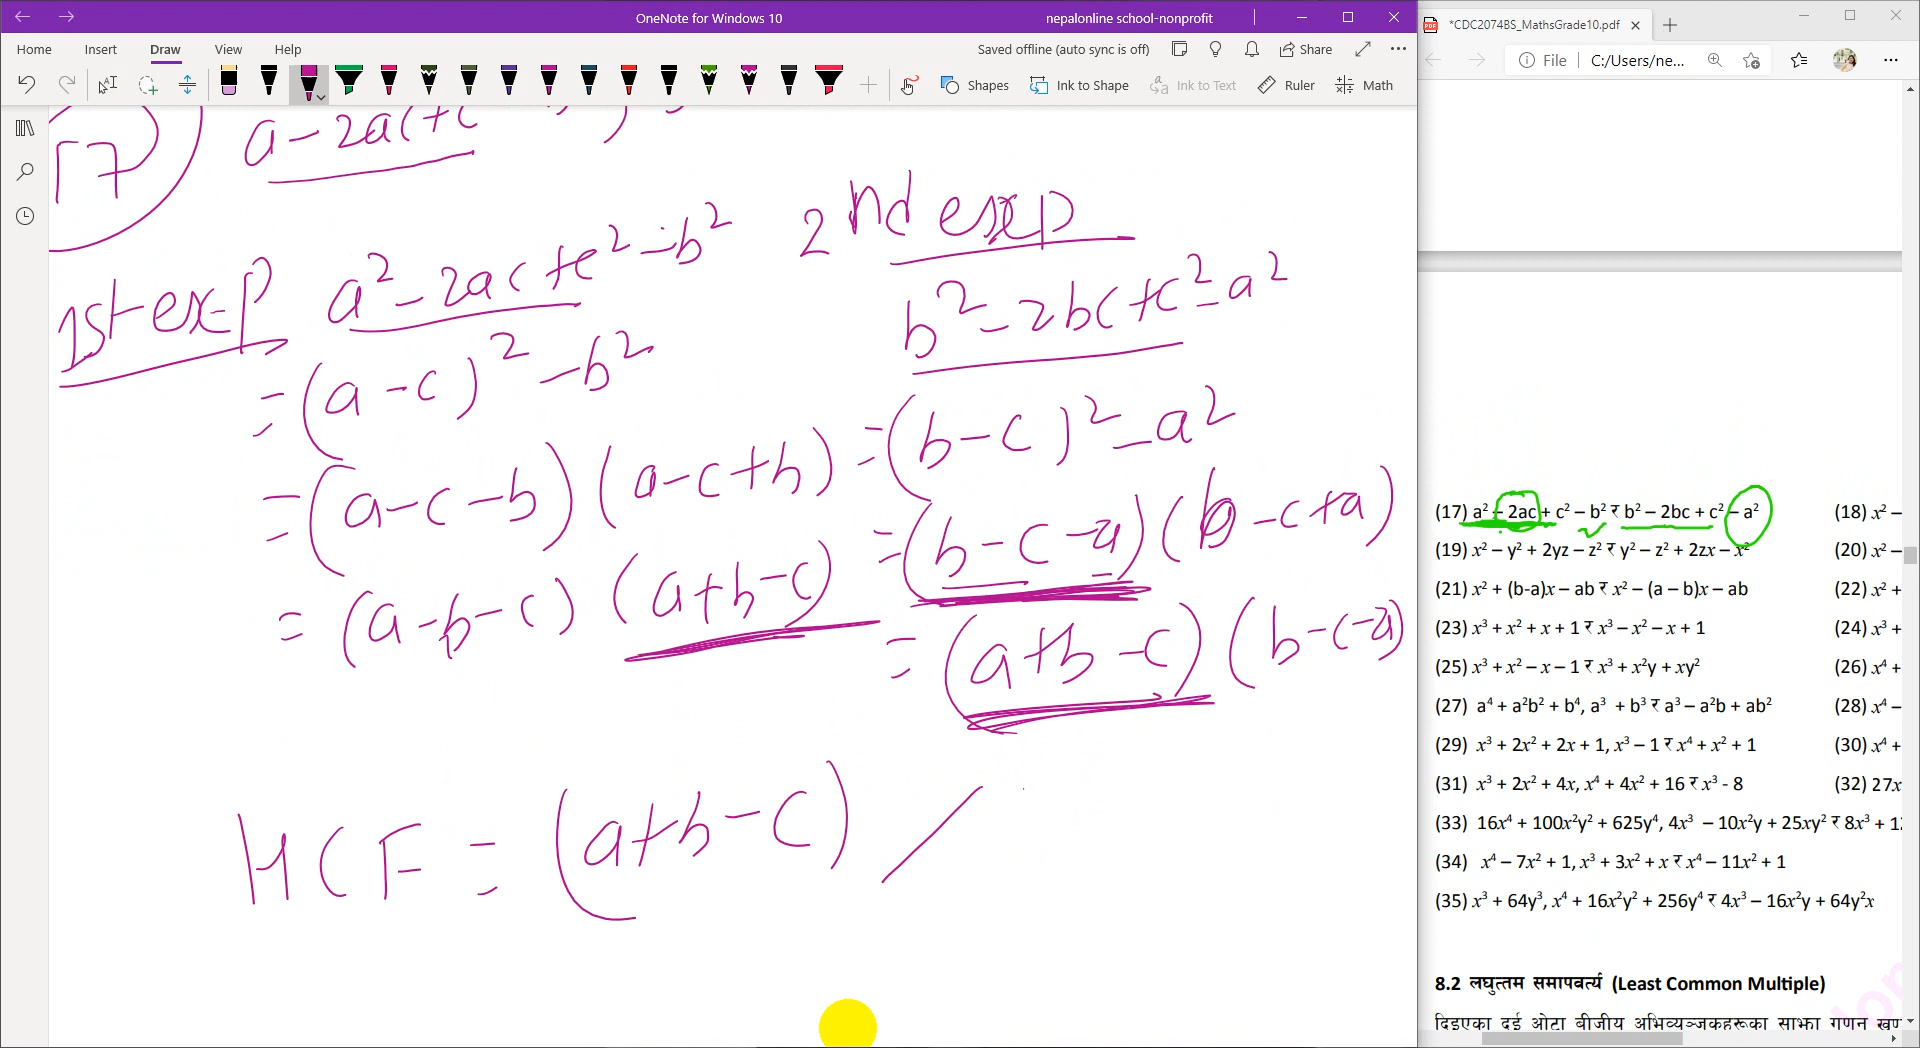 OneNote for Windows 10
nepalonline school-nonprofit
Home Insert Draw View Help
Saved offline (auto sync is off)
Share
Shapes Ink to Shape Ink to Text Ruler Math
17 a-2ac+c
1st exp a²-2ac+c²-b²
=(a-c)²-b²
=(a-c-b)(a-c+b)
=(a-b-c)(a+b-c)
2nd exp
b²-2bc+c²-a²
=(b-c)²-a²
=(b-c-a)(b-c+a)
=(a+b-c)(b-c-a)
HCF=(a+b-c)
*CDC2074BS_MathsGrade10.pdf
File C:/Users/ne...
(17) a² – 2ac + c² – b² र b² – 2bc + c² – a² (18) x² –
(19) x² – y² + 2yz – z² र y² – z² + 2zx – x² (20) x² –
(21) x² + (b-a)x – ab र x² – (a – b)x – ab (22) x² +
(23) x³ + x² + x + 1 र x³ – x² – x + 1 (24) x³ +
(25) x³ + x² – x – 1 र x³ + x²y + xy² (26) x⁴ +
(27) a⁴ + a²b² + b⁴, a³ + b³ र a³ – a²b + ab² (28) x⁴ –
(29) x³ + 2x² + 2x + 1, x³ – 1 र x⁴ + x² + 1 (30) x⁴ +
(31) x³ + 2x² + 4x, x⁴ + 4x² + 16 र x³ - 8 (32) 27x
(33) 16x⁴ + 100x²y² + 625y⁴, 4x³ – 10x²y + 25xy² र 8x³ + 1
(34) x⁴ – 7x² + 1, x³ + 3x² + x र x⁴ – 11x² + 1
(35) x³ + 64y³, x⁴ + 16x²y² + 256y⁴ र 4x³ – 16x²y + 64y²x
8.2 लघुत्तम समापवर्त्य (Least Common Multiple)
दिइएका दुई ओटा बीजीय अभिव्यञ्जकहरूका साझा गणन